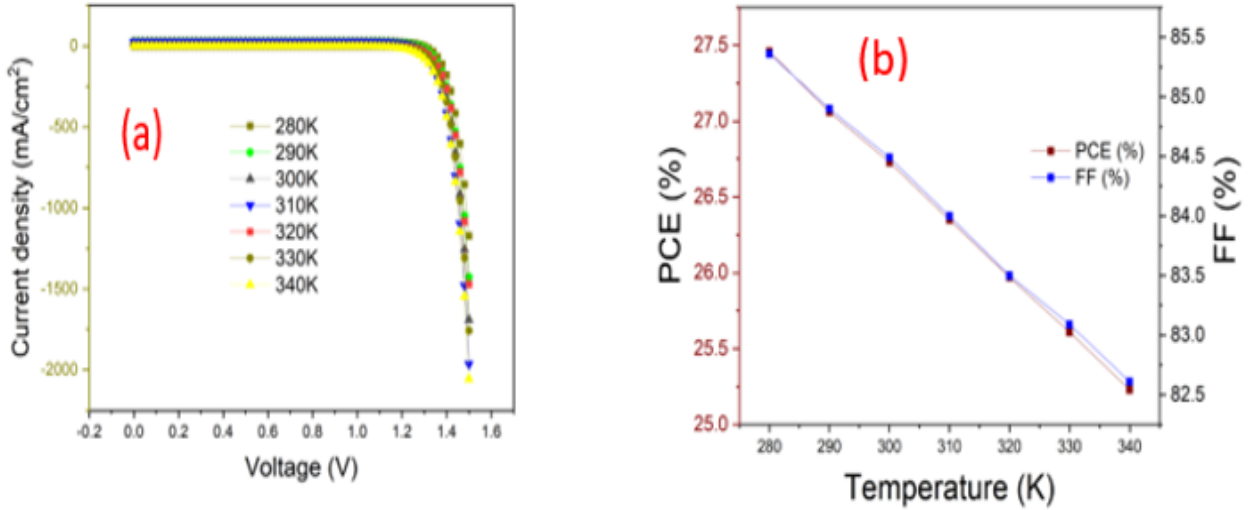 (a)
Current density (mA/cm²)
0
-500
-1000
-1500
-2000
280K
290K
300K
310K
320K
330K
340K
-0.2 0.0 0.2 0.4 0.6 0.8 1.0 1.2 1.4 1.6
Voltage (V)
(b)
PCE (%)
27.5
27.0
26.5
26.0
25.5
25.0
PCE (%)
FF (%)
85.5
85.0
84.5
84.0
83.5
83.0
82.5
FF (%)
280 290 300 310 320 330 340
Temperature (K)